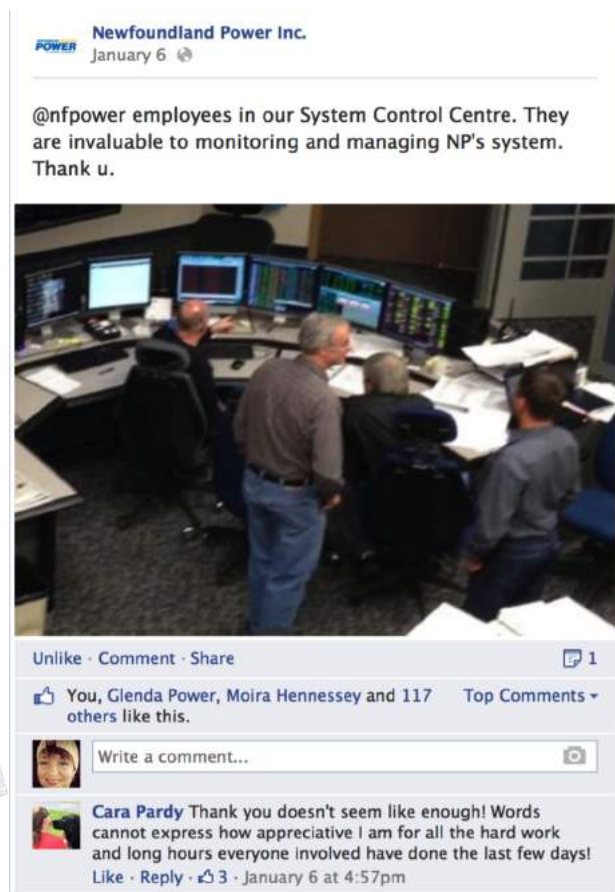 POWER
Newfoundland Power Inc.
January 6
@nfpower employees in our System Control Centre. They
are invaluable to monitoring and managing NP's system.
Thank u.
Unlike · Comment · Share
1
You, Glenda Power, Moira Hennessey and 117
others like this.
Top Comments
Write a comment...
Cara Pardy Thank you doesn't seem like enough! Words
cannot express how appreciative I am for all the hard work
and long hours everyone involved have done the last few days!
Like · Reply · 3 · January 6 at 4:57pm